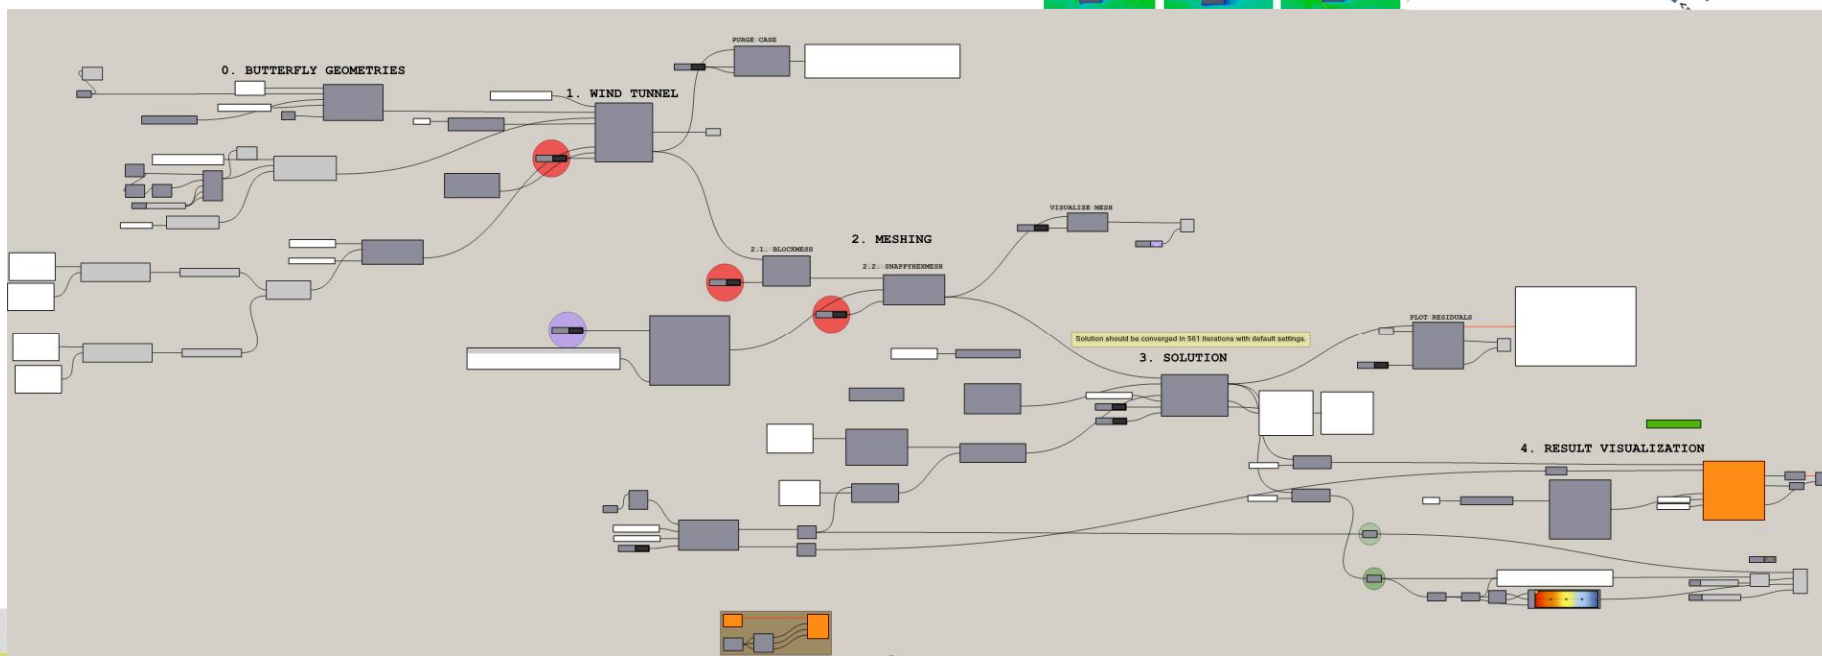 PURGE CASE
0. BUTTERFLY GEOMETRIES
1. WIND TUNNEL
VISUALIZE MESH
2. MESHING
2.1. BLOCKMESH
2.2. SNAPPYHEXMESH
PLOT RESIDUALS
Solution should be converged in 561 iterations with default settings.
3. SOLUTION
4. RESULT VISUALIZATION